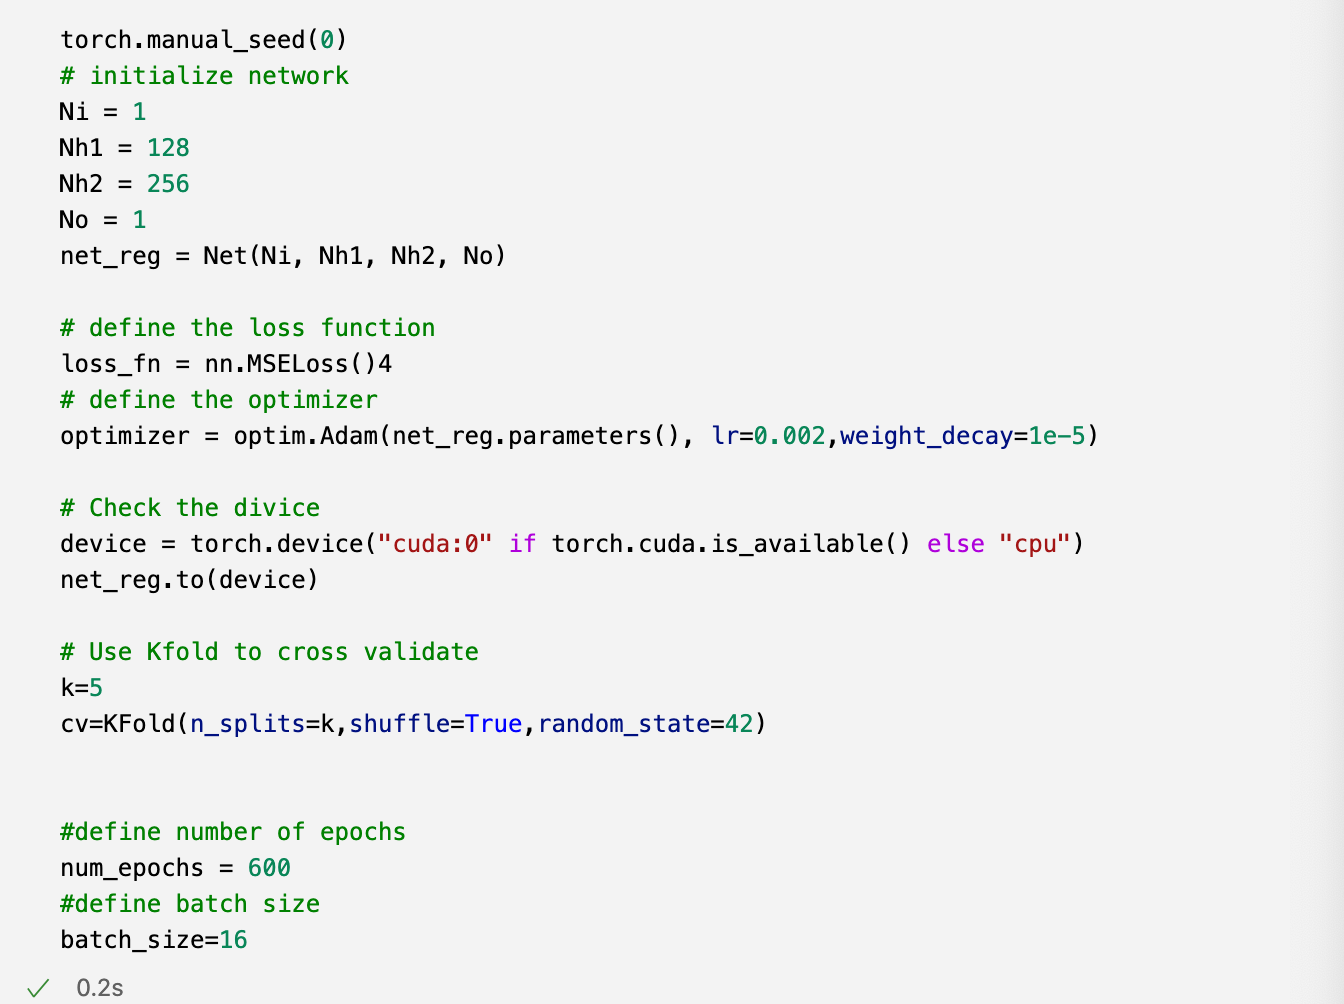 torch.manual_seed(0)
# initialize network
Ni = 1
Nh1 = 128
Nh2 = 256
No = 1
net_reg = Net(Ni, Nh1, Nh2, No)
# define the loss function
loss_fn = nn.MSELoss()4
# define the optimizer
optimizer = optim.Adam(net_reg.parameters(), lr=0.002,weight_decay=1e-5)
# Check the divice
device = torch.device("cuda:0" if torch.cuda.is_available() else "cpu")
net_reg.to(device)
# Use Kfold to cross validate
k=5
cv=KFold(n_splits=k,shuffle=True,random_state=42)
#define number of epochs
num_epochs = 600
#define batch size
batch_size=16
✓ 0.2s